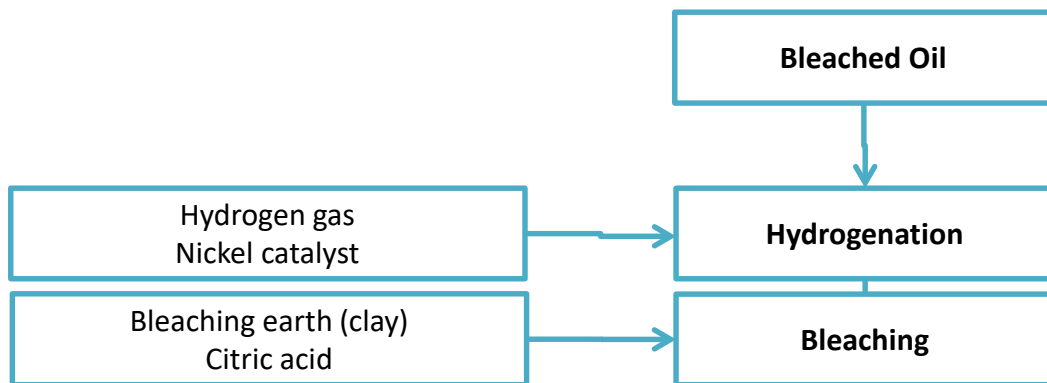 Bleached Oil
Hydrogen gas
Nickel catalyst
Hydrogenation
Bleaching earth (clay)
Citric acid
Bleaching